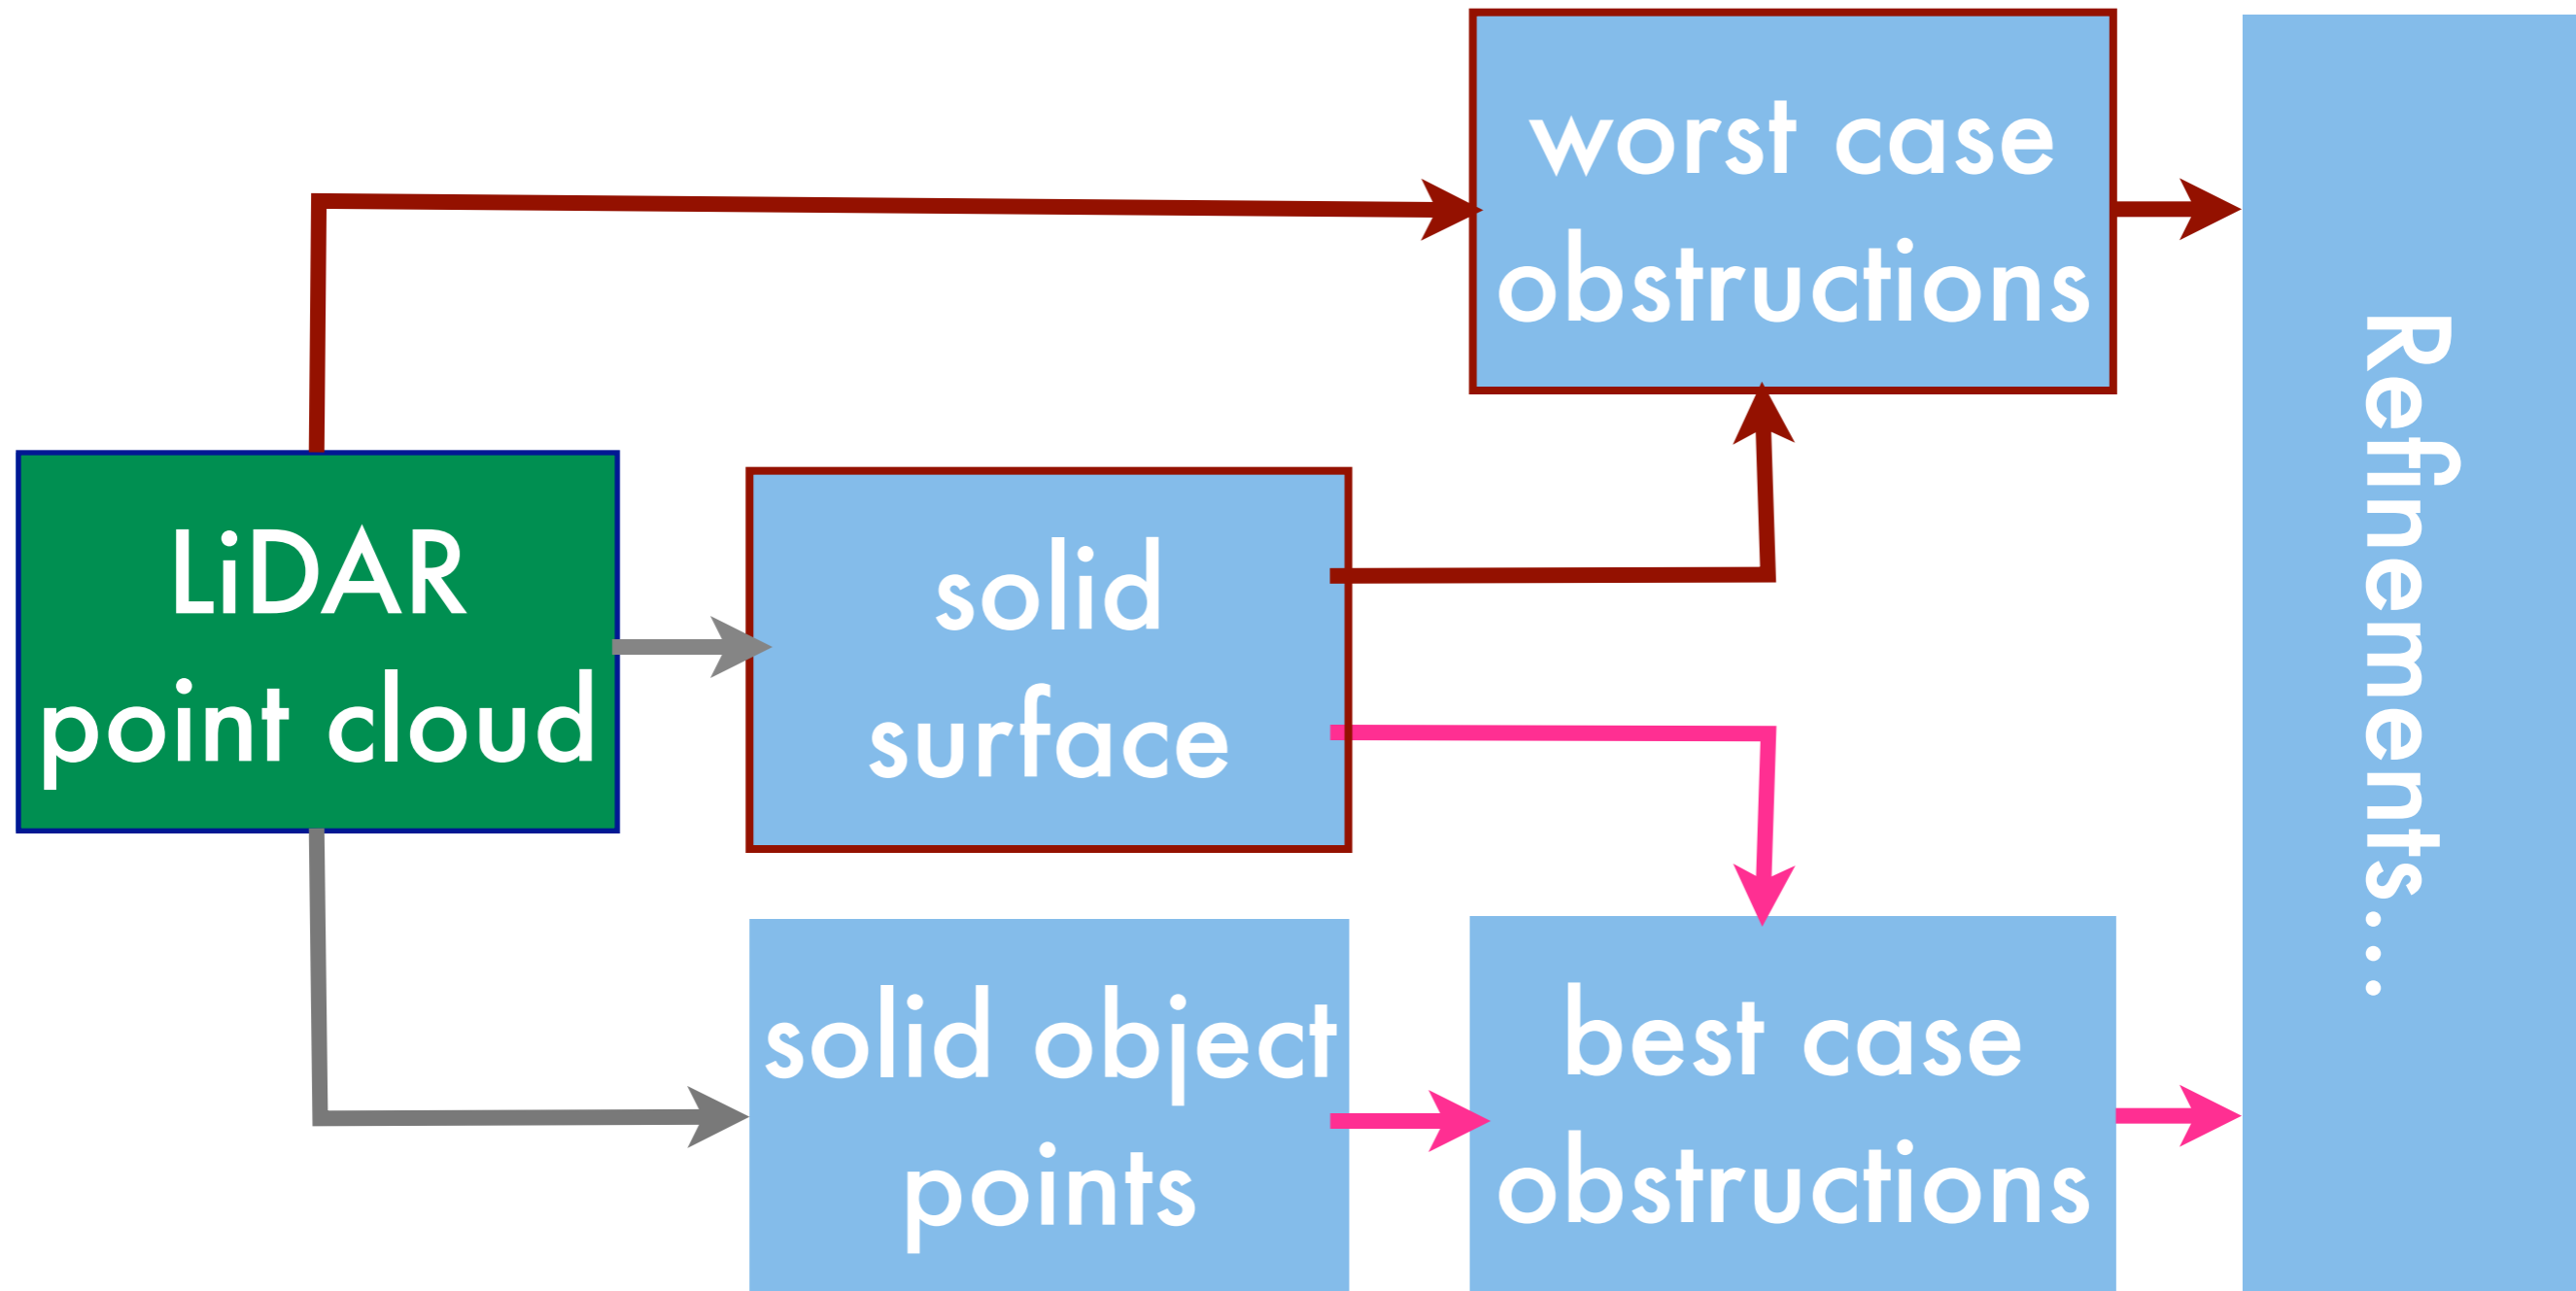 worst case
obstructions
LiDAR
point cloud
solid
surface
solid object
points
best case
obstructions
Refinements...